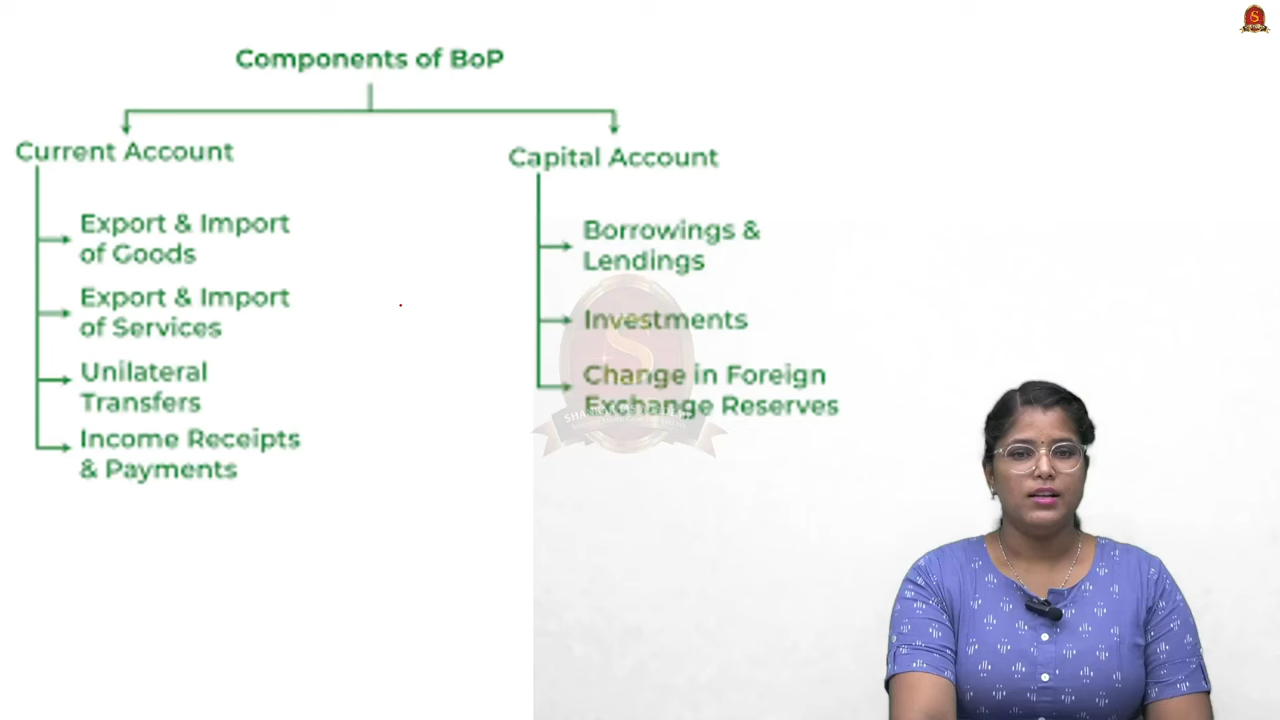 Components of BoP
Current Account
Capital Account
Export & Import
of Goods
Export & Import
of Services
Unilateral
Transfers
Income Receipts
& Payments
Borrowings &
Lendings
Investments
Change in Foreign
Exchange Reserves
S
S